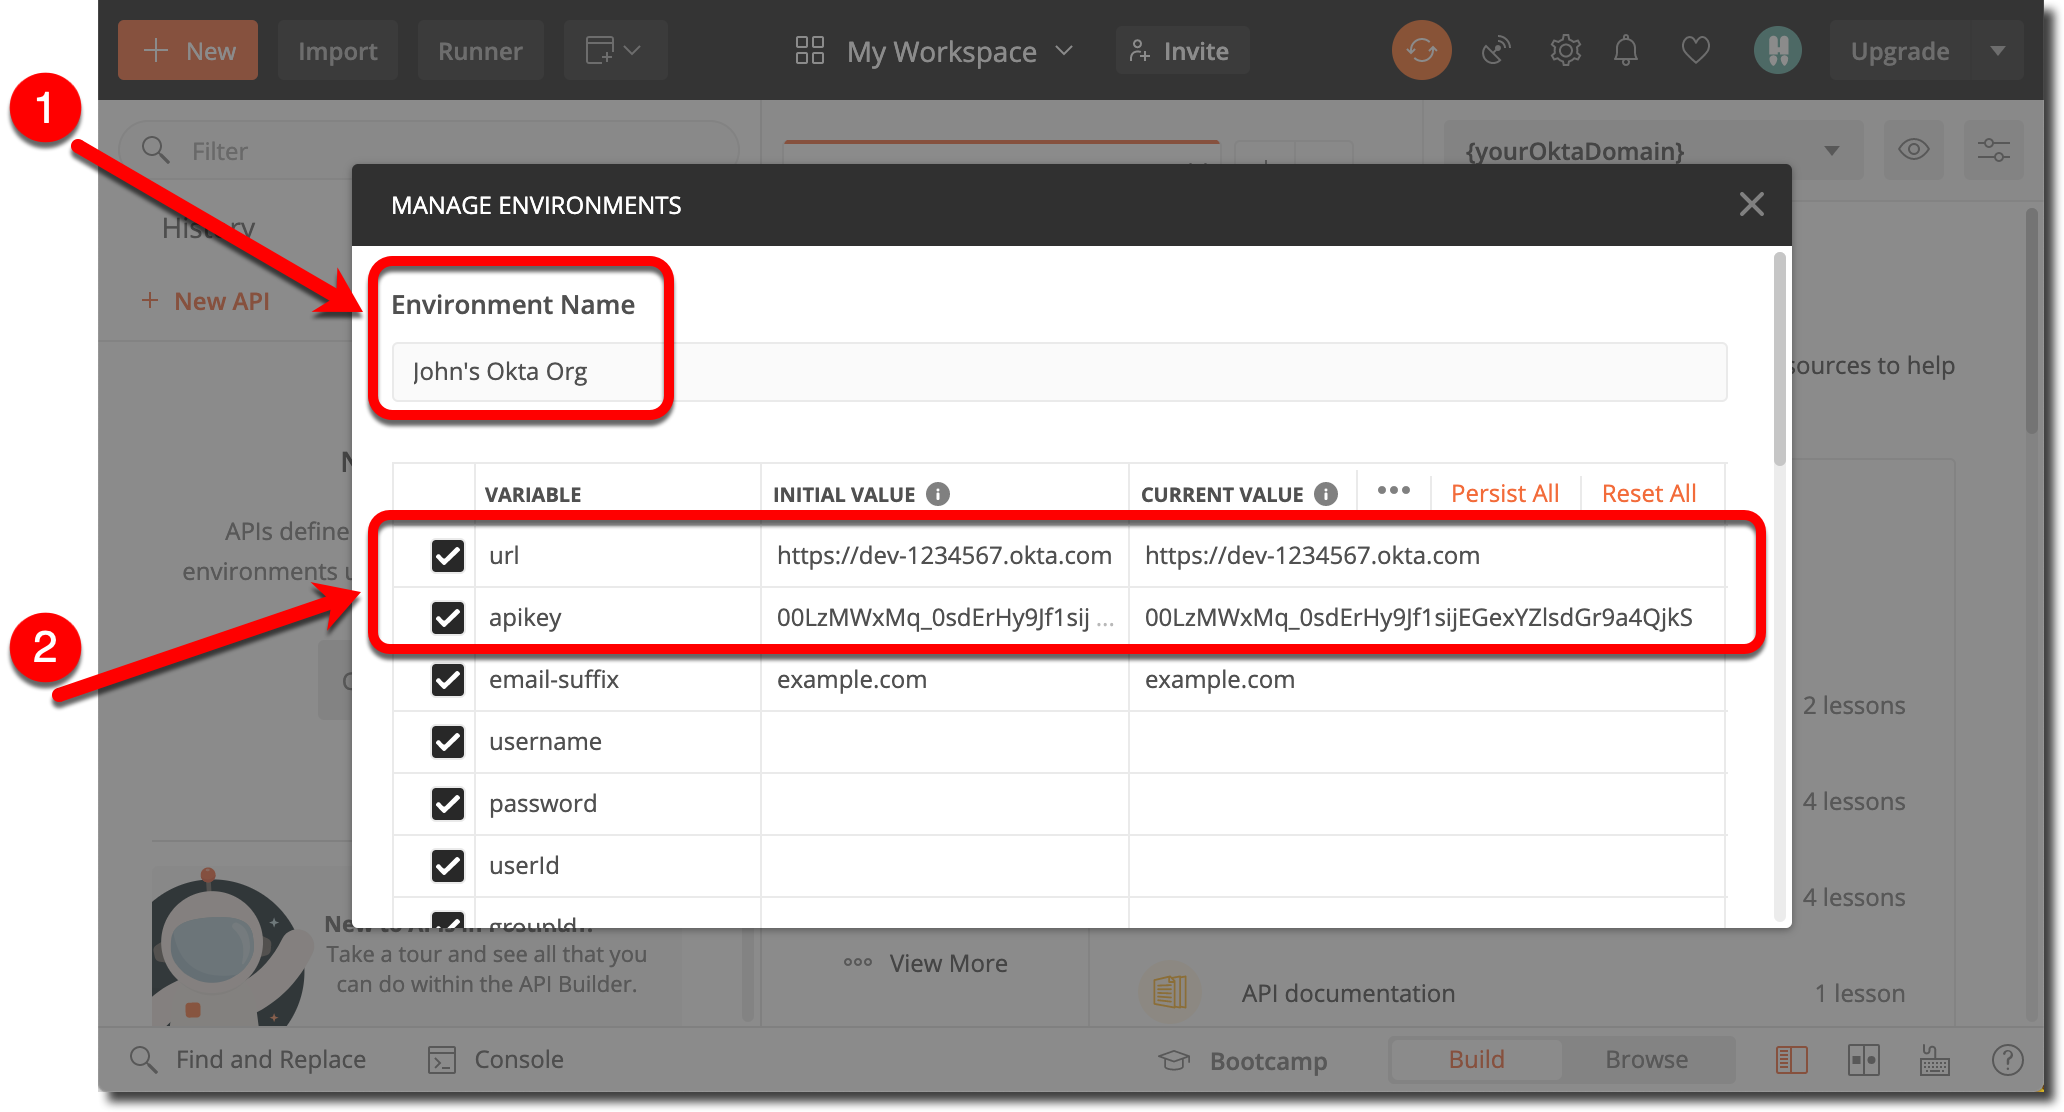 New
Import
Runner
My Workspace
Invite
Upgrade
1
Filter
{yourOktaDomain}
MANAGE ENVIRONMENTS
History
New API
Environment Name
John's Okta Org
sources to help
VARIABLE
INITIAL VALUE
CURRENT VALUE
Persist All
Reset All
APIs define
environments
url
https://dev-1234567.okta.com
https://dev-1234567.okta.com
apikey
00LzMWxMq_0sdErHy9Jf1sij ...
00LzMWxMq_0sdErHy9Jf1sijEGexYZlsdGr9a4QjkS
2
email-suffix
example.com
example.com
2 lessons
username
password
4 lessons
userId
4 lessons
groupId
New to APIs in
Take a tour and see all that you
can do within the API Builder.
View More
API documentation
1 lesson
Find and Replace
Console
Bootcamp
Build
Browse